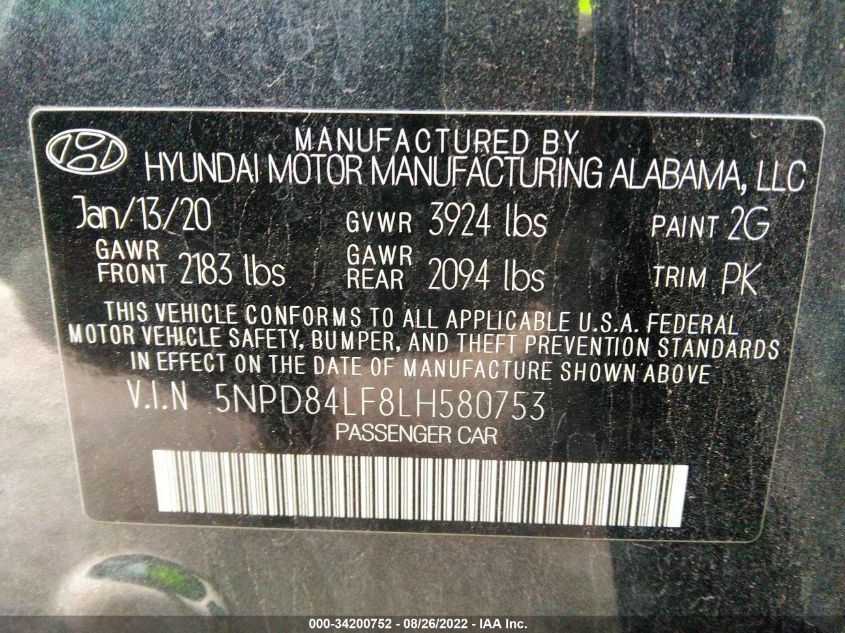 MANUFACTURED BY
HYUNDAI MOTOR MANUFACTURING ALABAMA, LLC
Jan/13/20 GVWR 3924 lbs PAINT 2G
GAWR FRONT 2183 lbs GAWR REAR 2094 lbs TRIM PK
THIS VEHICLE CONFORMS TO ALL APPLICABLE U.S.A. FEDERAL
MOTOR VEHICLE SAFETY, BUMPER, AND THEFT PREVENTION STANDARDS
IN EFFECT ON THE DATE OF MANUFACTURE SHOWN ABOVE
V.I.N 5NPD84LF8LH580753
PASSENGER CAR
000-34200752 - 08/26/2022 - IAA Inc.